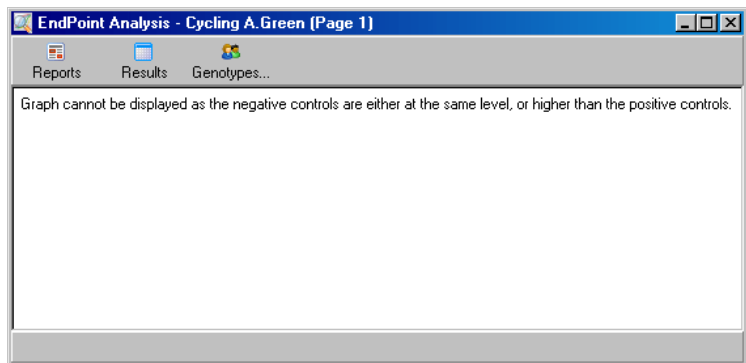 EndPoint Analysis - Cycling A.Green (Page 1)
Reports Results Genotypes...
Graph cannot be displayed as the negative controls are either at the same level, or higher than the positive controls.